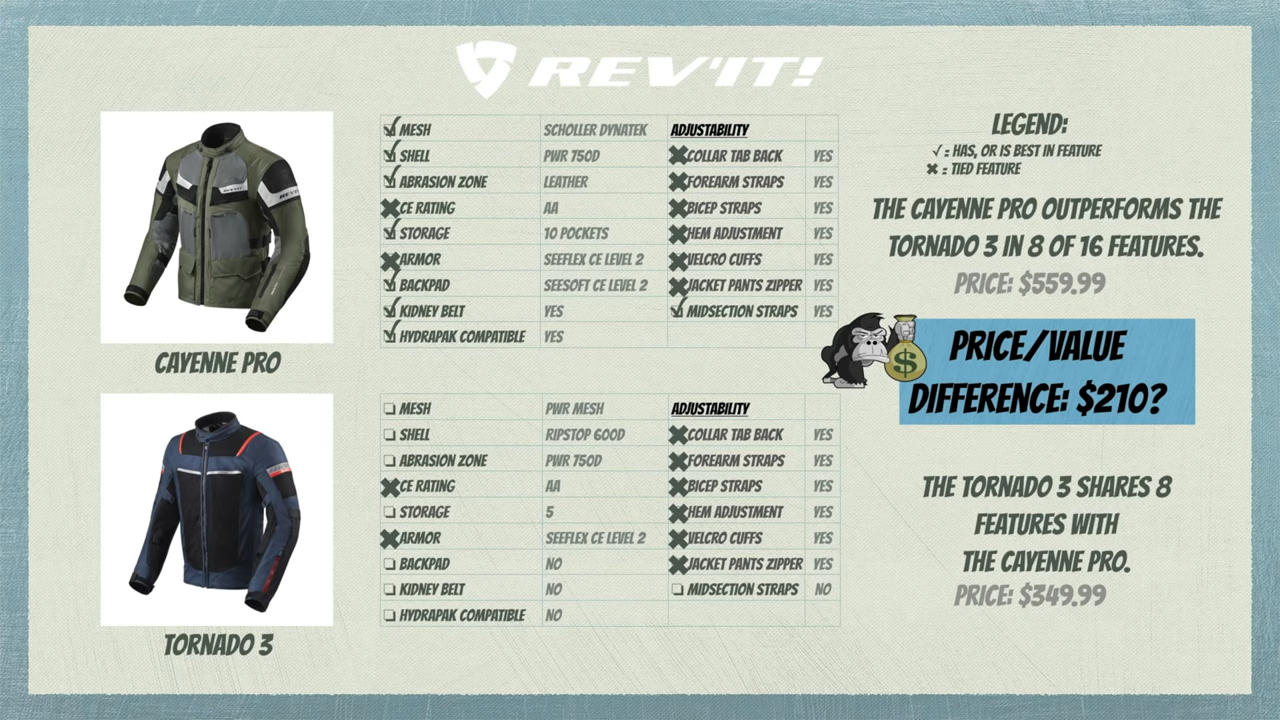 REV'IT!
☑ MESH SCHOLLER DYNATEK ADJUSTABILITY
☑ SHELL PWR 750D ✖ COLLAR TAB BACK YES
☑ ABRASION ZONE LEATHER ✖ FOREARM STRAPS YES
✖ CE RATING AA ✖ BICEP STRAPS YES
☑ STORAGE 10 POCKETS ✖ HEM ADJUSTMENT YES
✖ ARMOR SEEFLEX CE LEVEL 2 ✖ VELCRO CUFFS YES
☑ BACKPAD SEESOFT CE LEVEL 2 ✖ JACKET PANTS ZIPPER YES
☑ KIDNEY BELT YES ☑ MIDSECTION STRAPS YES
☑ HYDRAPAK COMPATIBLE YES
CAYENNE PRO
LEGEND:
✓ : HAS, OR IS BEST IN FEATURE
✖ : TIED FEATURE
THE CAYENNE PRO OUTPERFORMS THE
TORNADO 3 IN 8 OF 16 FEATURES.
PRICE: $559.99
$
PRICE/VALUE
DIFFERENCE: $210?
☐ MESH PWR MESH ADJUSTABILITY
☐ SHELL RIPSTOP 600D ✖ COLLAR TAB BACK YES
☐ ABRASION ZONE PWR 750D ✖ FOREARM STRAPS YES
✖ CE RATING AA ✖ BICEP STRAPS YES
☐ STORAGE 5 ✖ HEM ADJUSTMENT YES
✖ ARMOR SEEFLEX CE LEVEL 2 ✖ VELCRO CUFFS YES
☐ BACKPAD NO ✖ JACKET PANTS ZIPPER YES
☐ KIDNEY BELT NO ☐ MIDSECTION STRAPS NO
☐ HYDRAPAK COMPATIBLE NO
TORNADO 3
THE TORNADO 3 SHARES 8
FEATURES WITH
THE CAYENNE PRO.
PRICE: $349.99